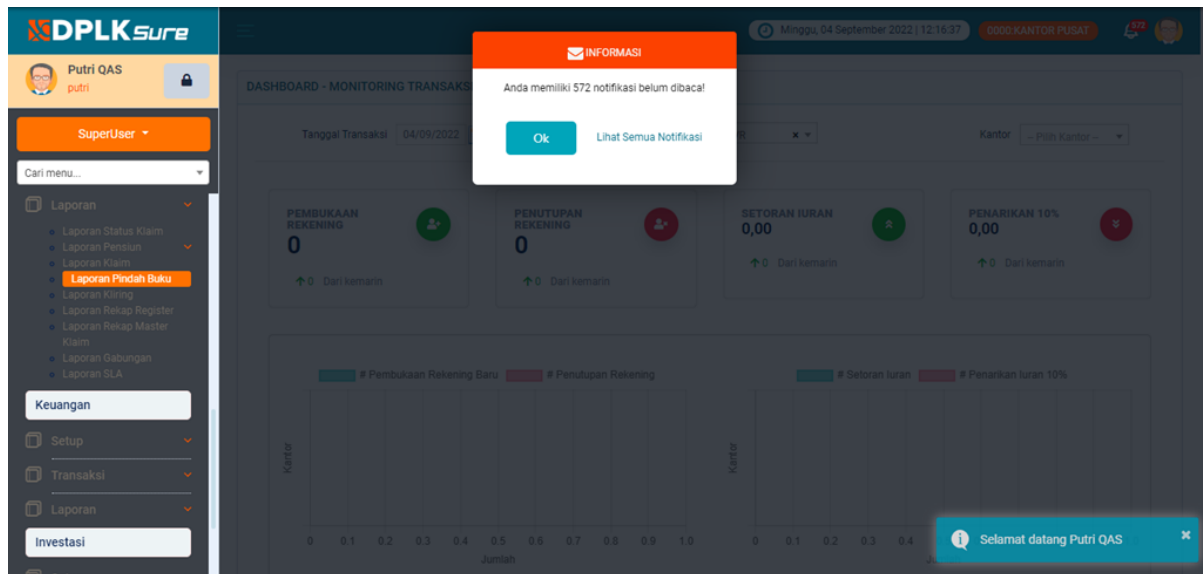 DPLKSure
Minggu, 04 September 2022 | 12:16:37
0000:KANTOR PUSAT
572
Putri QAS
putri
SuperUser
Cari menu...
Laporan
Laporan Status Klaim
Laporan Pensiun
Laporan Klaim
Laporan Pindah Buku
Laporan Kliring
Laporan Rekap Register
Laporan Rekap Master
Klaim
Laporan Gabungan
Laporan SLA
Keuangan
Setup
Transaksi
Laporan
Investasi
INFORMASI
Anda memiliki 572 notifikasi belum dibaca!
Ok
Lihat Semua Notifikasi
DASHBOARD - MONITORING TRANSAKS
Tanggal Transaksi 04/09/2022
Kantor -- Pilih Kantor --
PEMBUKAAN
REKENING
0
0 Dari kemarin
PENUTUPAN
REKENING
0
0 Dari kemarin
SETORAN IURAN
0,00
0 Dari kemarin
PENARIKAN 10%
0,00
0 Dari kemarin
# Pembukaan Rekening Baru # Penutupan Rekening
Kantor
0 0.1 0.2 0.3 0.4 0.5 0.6 0.7 0.8 0.9 1.0
Jumlah
# Setoran Iuran # Penarikan Iuran 10%
Kantor
0 0.1 0.2 0.3 0.4
Selamat datang Putri QAS